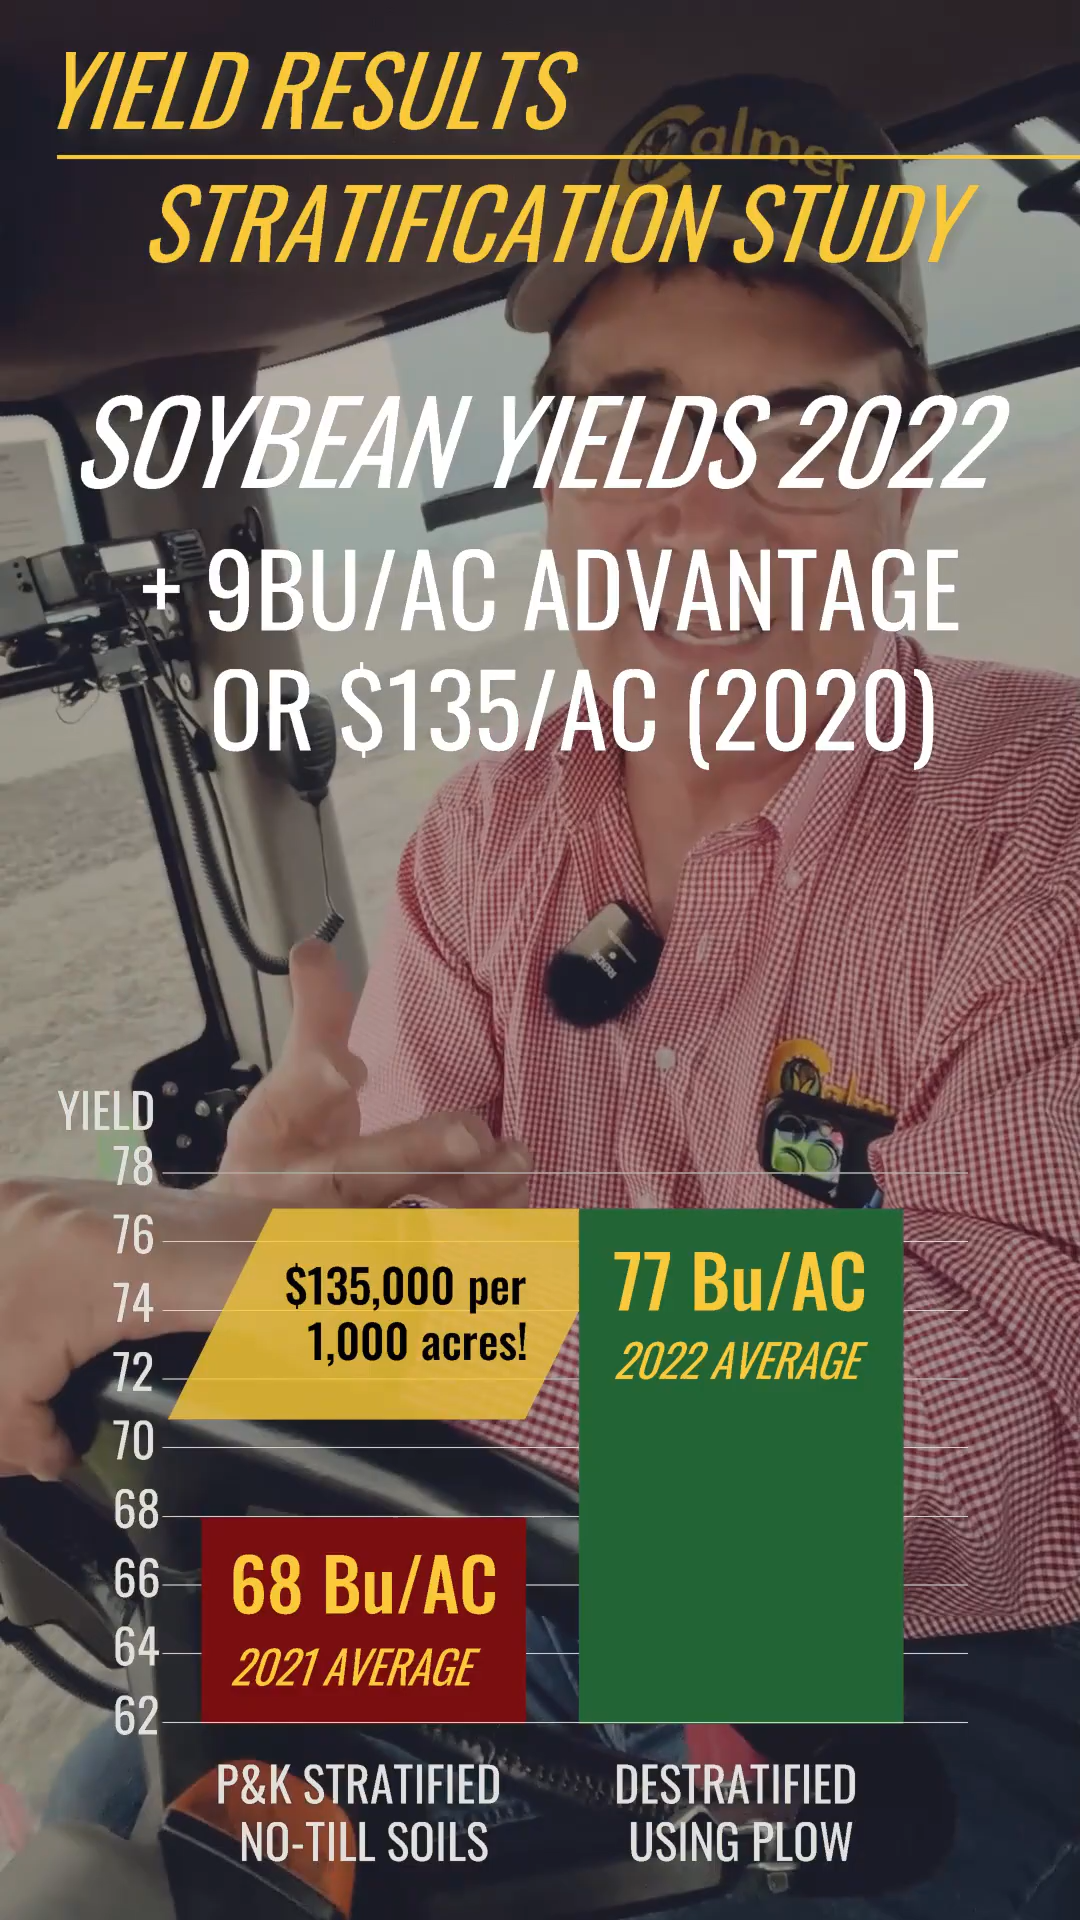 YIELD RESULTS
Calmer
STRATIFICATION STUDY
SOYBEAN YIELDS 2022
+ 9BU/AC ADVANTAGE
OR $135/AC (2020)
RODE
YIELD
78
76
74
72
70
68
66
64
62
$135,000 per
1,000 acres!
77 Bu/AC
2022 AVERAGE
68 Bu/AC
2021 AVERAGE
P&K STRATIFIED
NO-TILL SOILS
DESTRATIFIED
USING PLOW